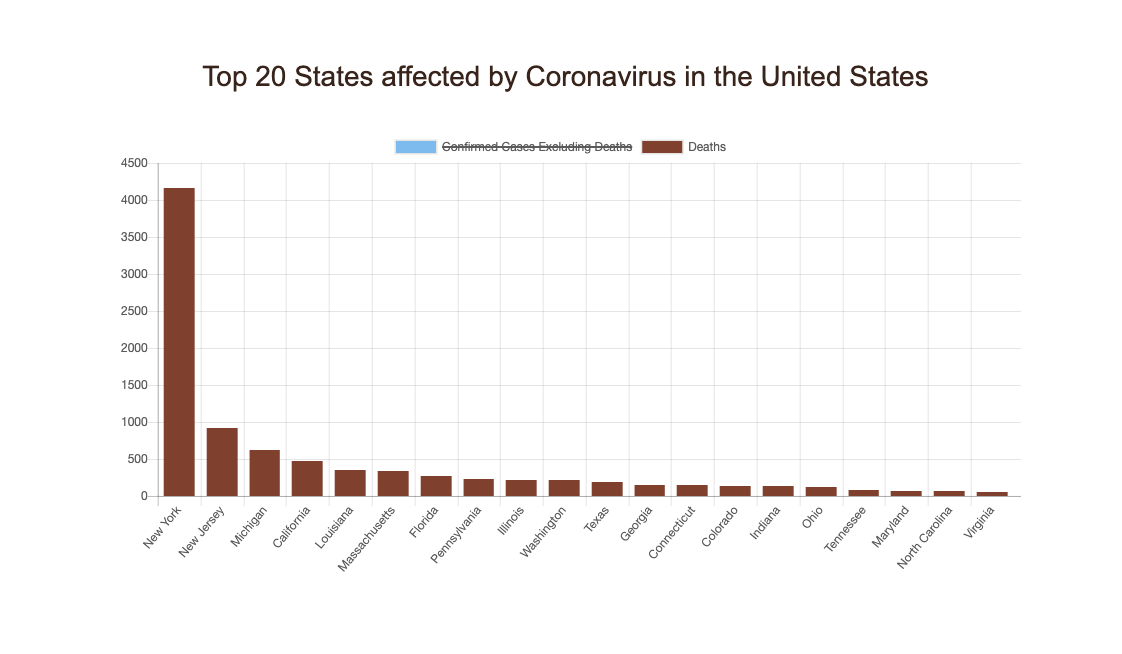 Top 20 States affected by Coronavirus in the United States
Confirmed Cases Excluding Deaths Deaths
4500
4000
3500
3000
2500
2000
1500
1000
500
0
New York
New Jersey
Michigan
California
Louisiana
Massachusetts
Florida
Pennsylvania
Illinois
Washington
Texas
Georgia
Connecticut
Colorado
Indiana
Ohio
Tennessee
Maryland
North Carolina
Virginia